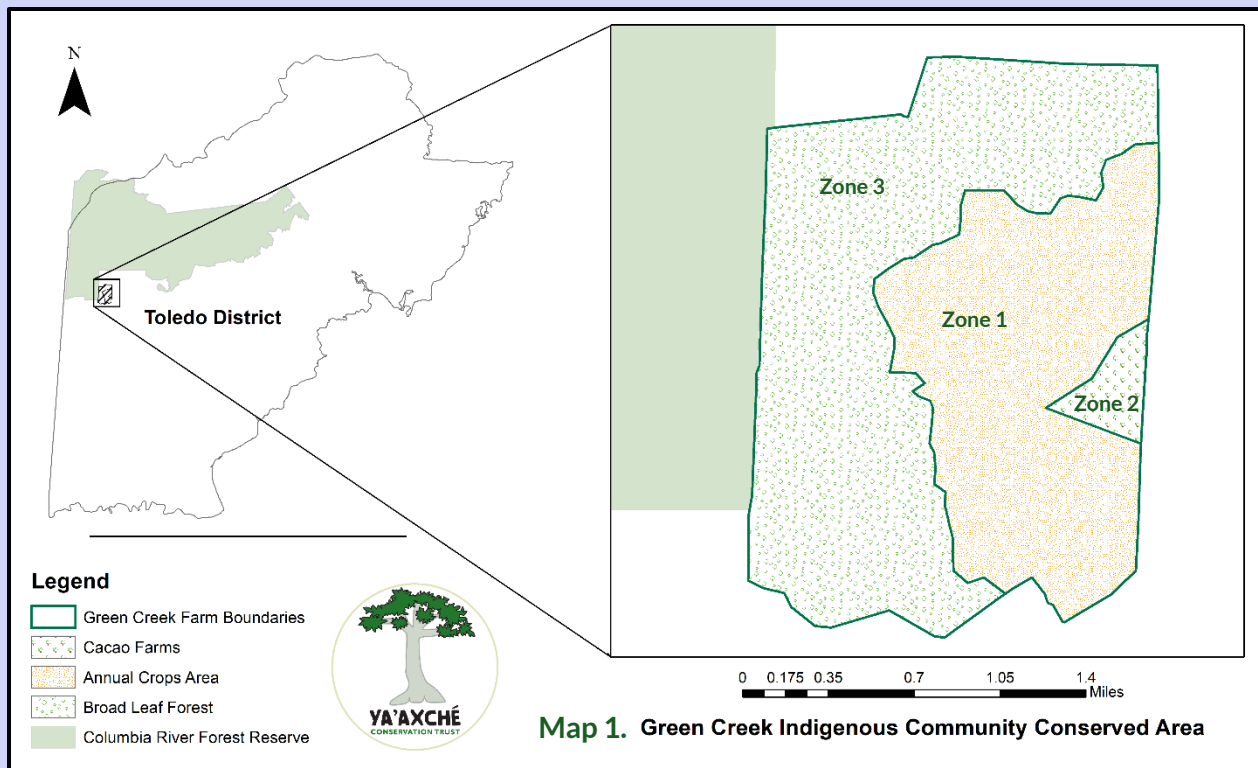 N
Toledo District
Zone 3
Zone 1
Zone 2
Legend
Green Creek Farm Boundaries
Cacao Farms
Annual Crops Area
Broad Leaf Forest
Columbia River Forest Reserve
YA'AXCHÉ
CONSERVATION TRUST
0 0.175 0.35 0.7 1.05 1.4
Miles
Map 1. Green Creek Indigenous Community Conserved Area